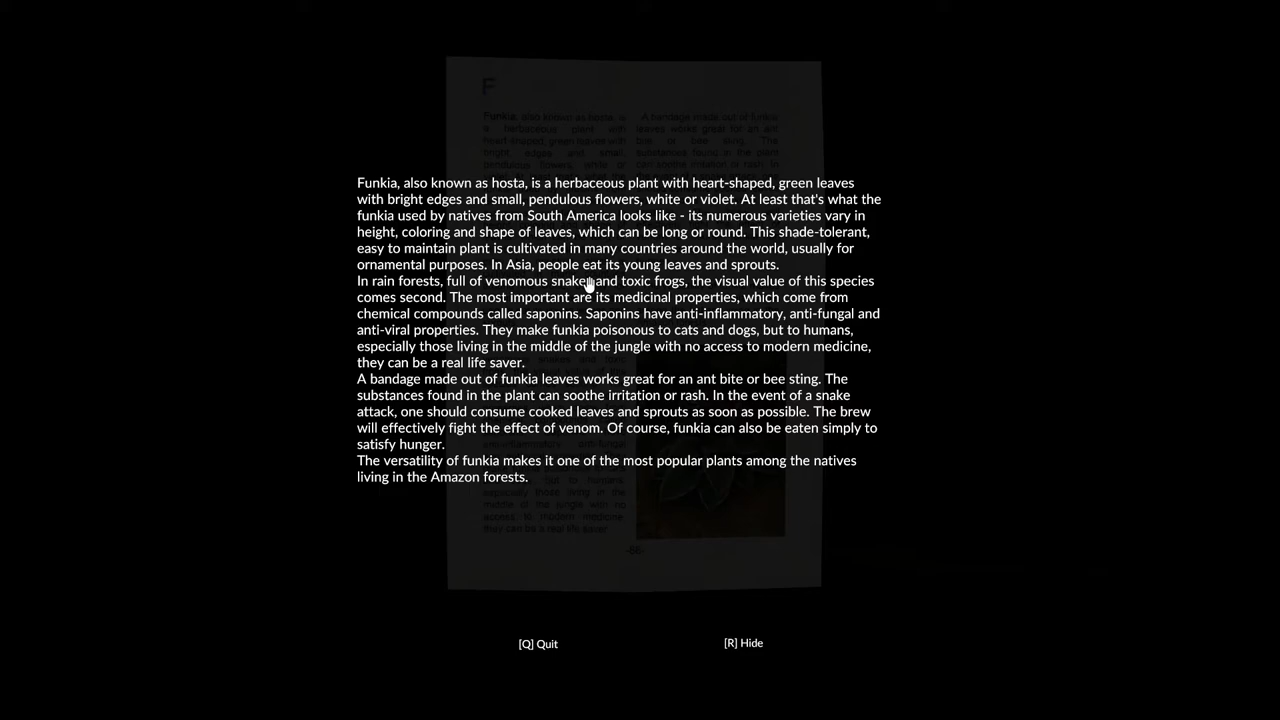 F
Funkia, also known as hosta, is a herbaceous plant with heart-shaped, green leaves
with bright edges and small, pendulous flowers, white or violet. At least that's what the
funkia used by natives from South America looks like - its numerous varieties vary in
height, coloring and shape of leaves, which can be long or round. This shade-tolerant,
easy to maintain plant is cultivated in many countries around the world, usually for
ornamental purposes. In Asia, people eat its young leaves and sprouts.
In rain forests, full of venomous snakes and toxic frogs, the visual value of this species
comes second. The most important are its medicinal properties, which come from
chemical compounds called saponins. Saponins have anti-inflammatory, anti-fungal and
anti-viral properties. They make funkia poisonous to cats and dogs, but to humans,
especially those living in the middle of the jungle with no access to modern medicine,
they can be a real life saver.
A bandage made out of funkia leaves works great for an ant bite or bee sting. The
substances found in the plant can soothe irritation or rash. In the event of a snake
attack, one should consume cooked leaves and sprouts as soon as possible. The brew
will effectively fight the effect of venom. Of course, funkia can also be eaten simply to
satisfy hunger.
The versatility of funkia makes it one of the most popular plants among the natives
living in the Amazon forests.
-86-
[Q] Quit
[R] Hide